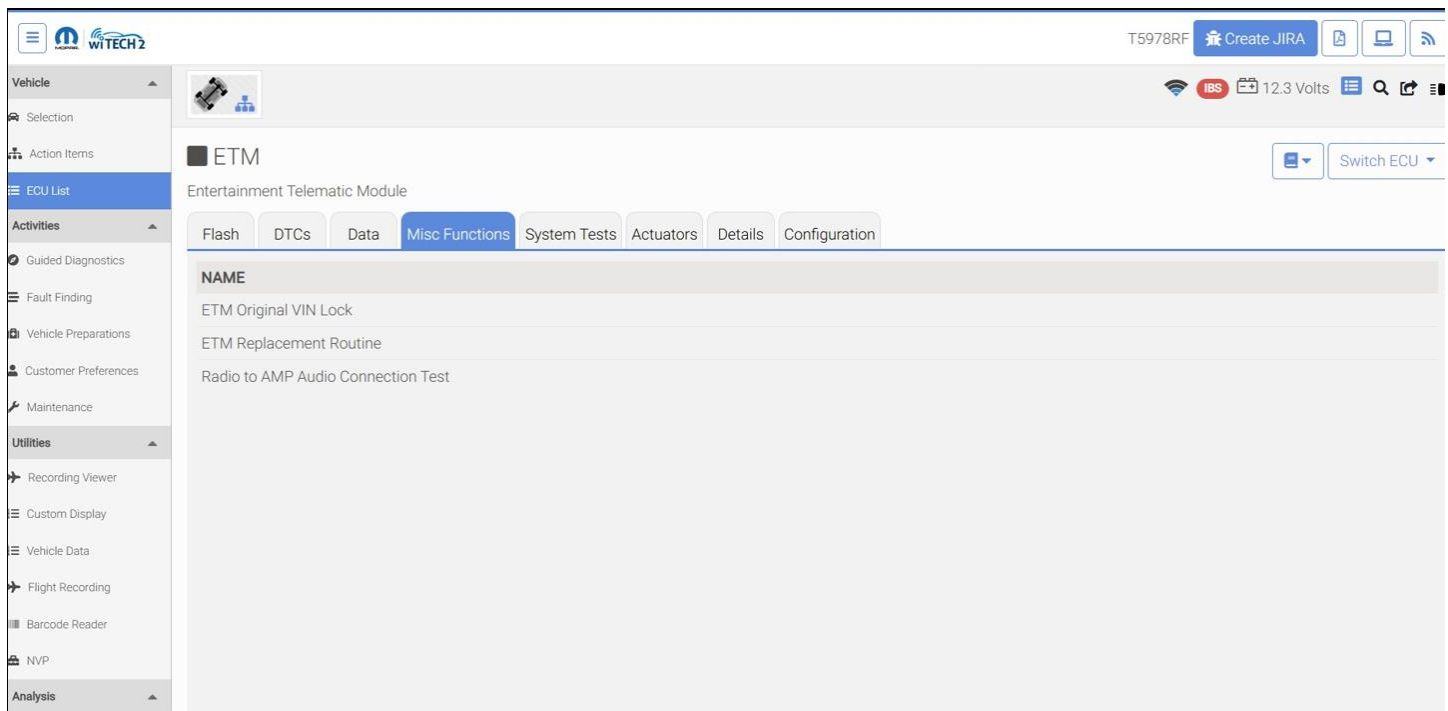 MOPAR
wiTECH 2
T5978RF
Create JIRA
Vehicle
Selection
Action Items
ECU List
Activities
Guided Diagnostics
Fault Finding
Vehicle Preparations
Customer Preferences
Maintenance
Utilities
Recording Viewer
Custom Display
Vehicle Data
Flight Recording
Barcode Reader
NVP
Analysis
IBS 12.3 Volts
ETM
Switch ECU
Entertainment Telematic Module
Flash DTCs Data Misc Functions System Tests Actuators Details Configuration
NAME
ETM Original VIN Lock
ETM Replacement Routine
Radio to AMP Audio Connection Test